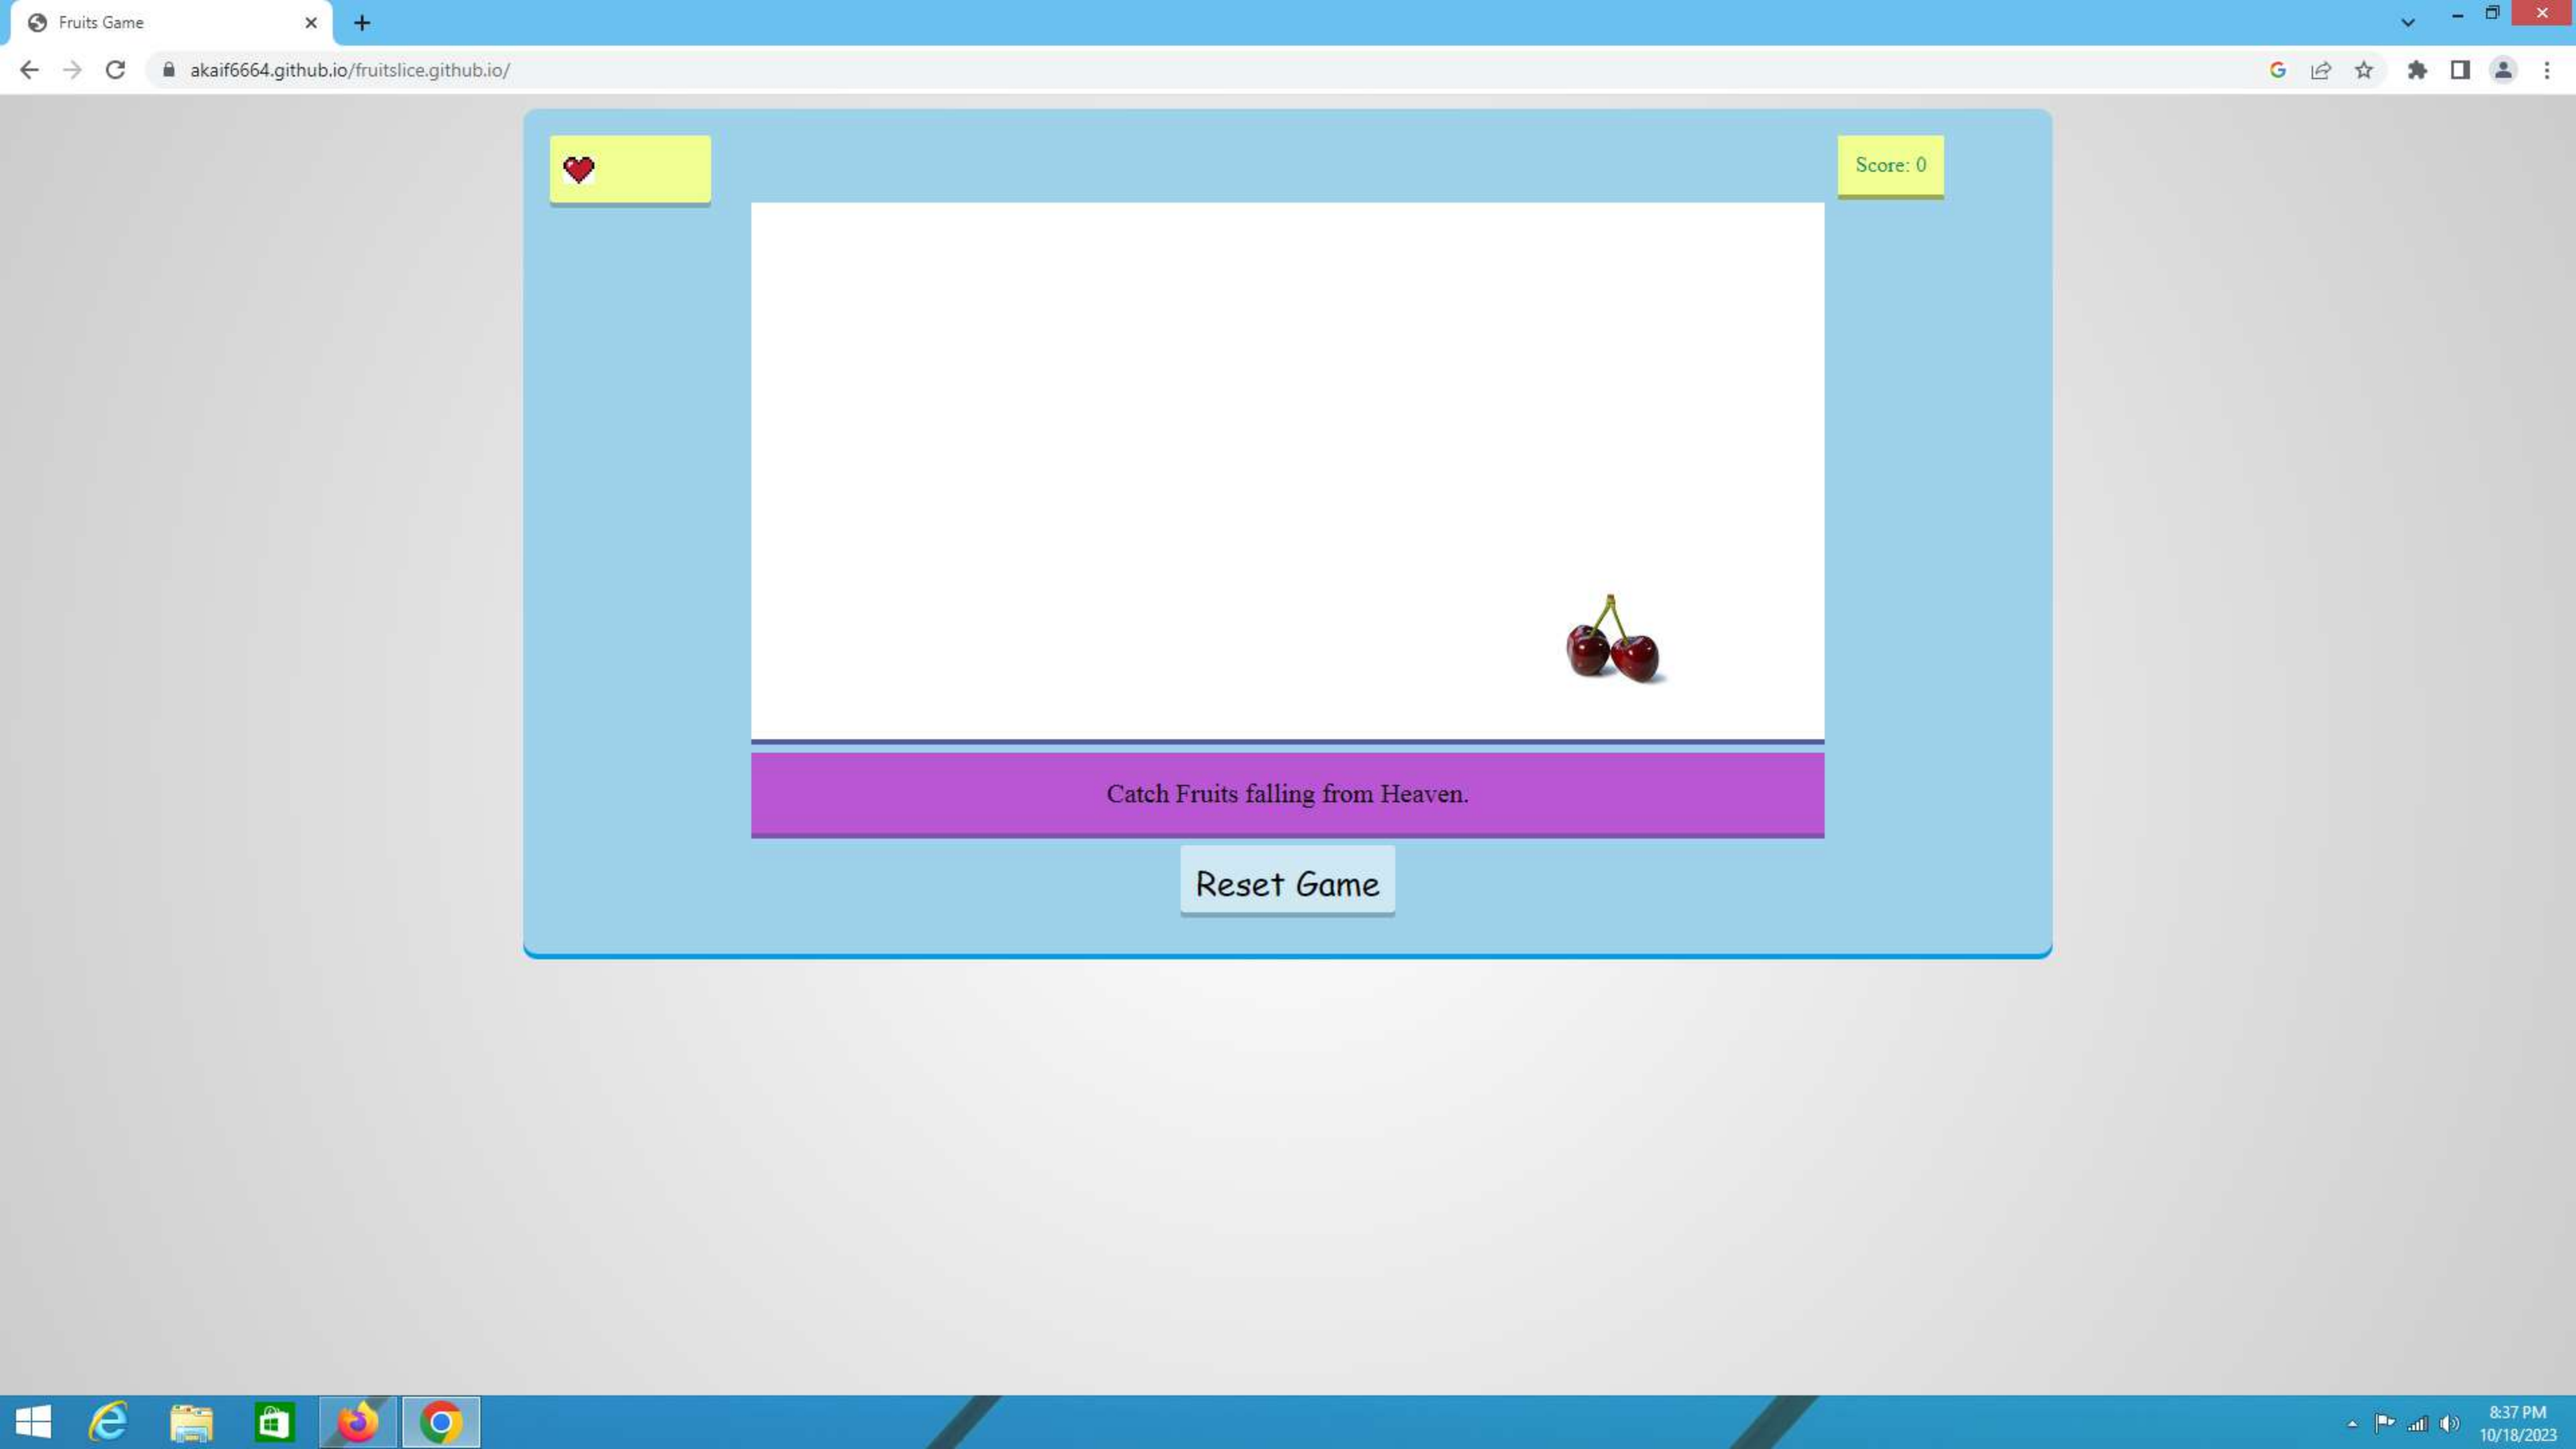 Fruits Game
akaif6664.github.io/fruitslice.github.io/
Score: 0
Catch Fruits falling from Heaven.
Reset Game
8:37 PM
10/18/2023